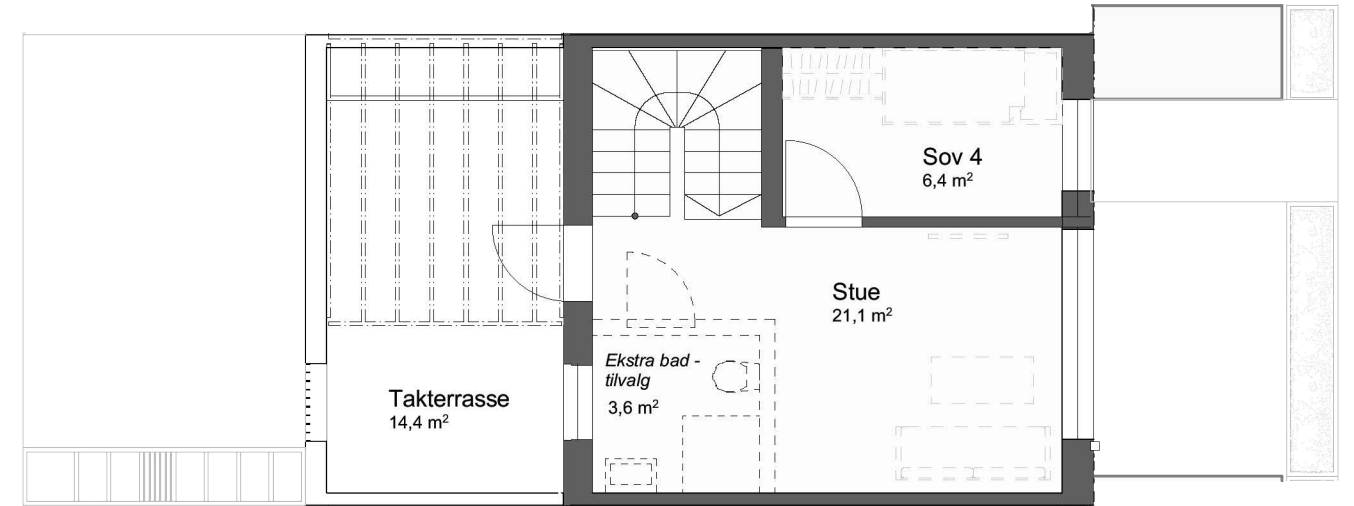 Sov 4
6,4 m²
Stue
21,1 m²
Ekstra bad -
tilvalg
3,6 m²
Takterrasse
14,4 m²